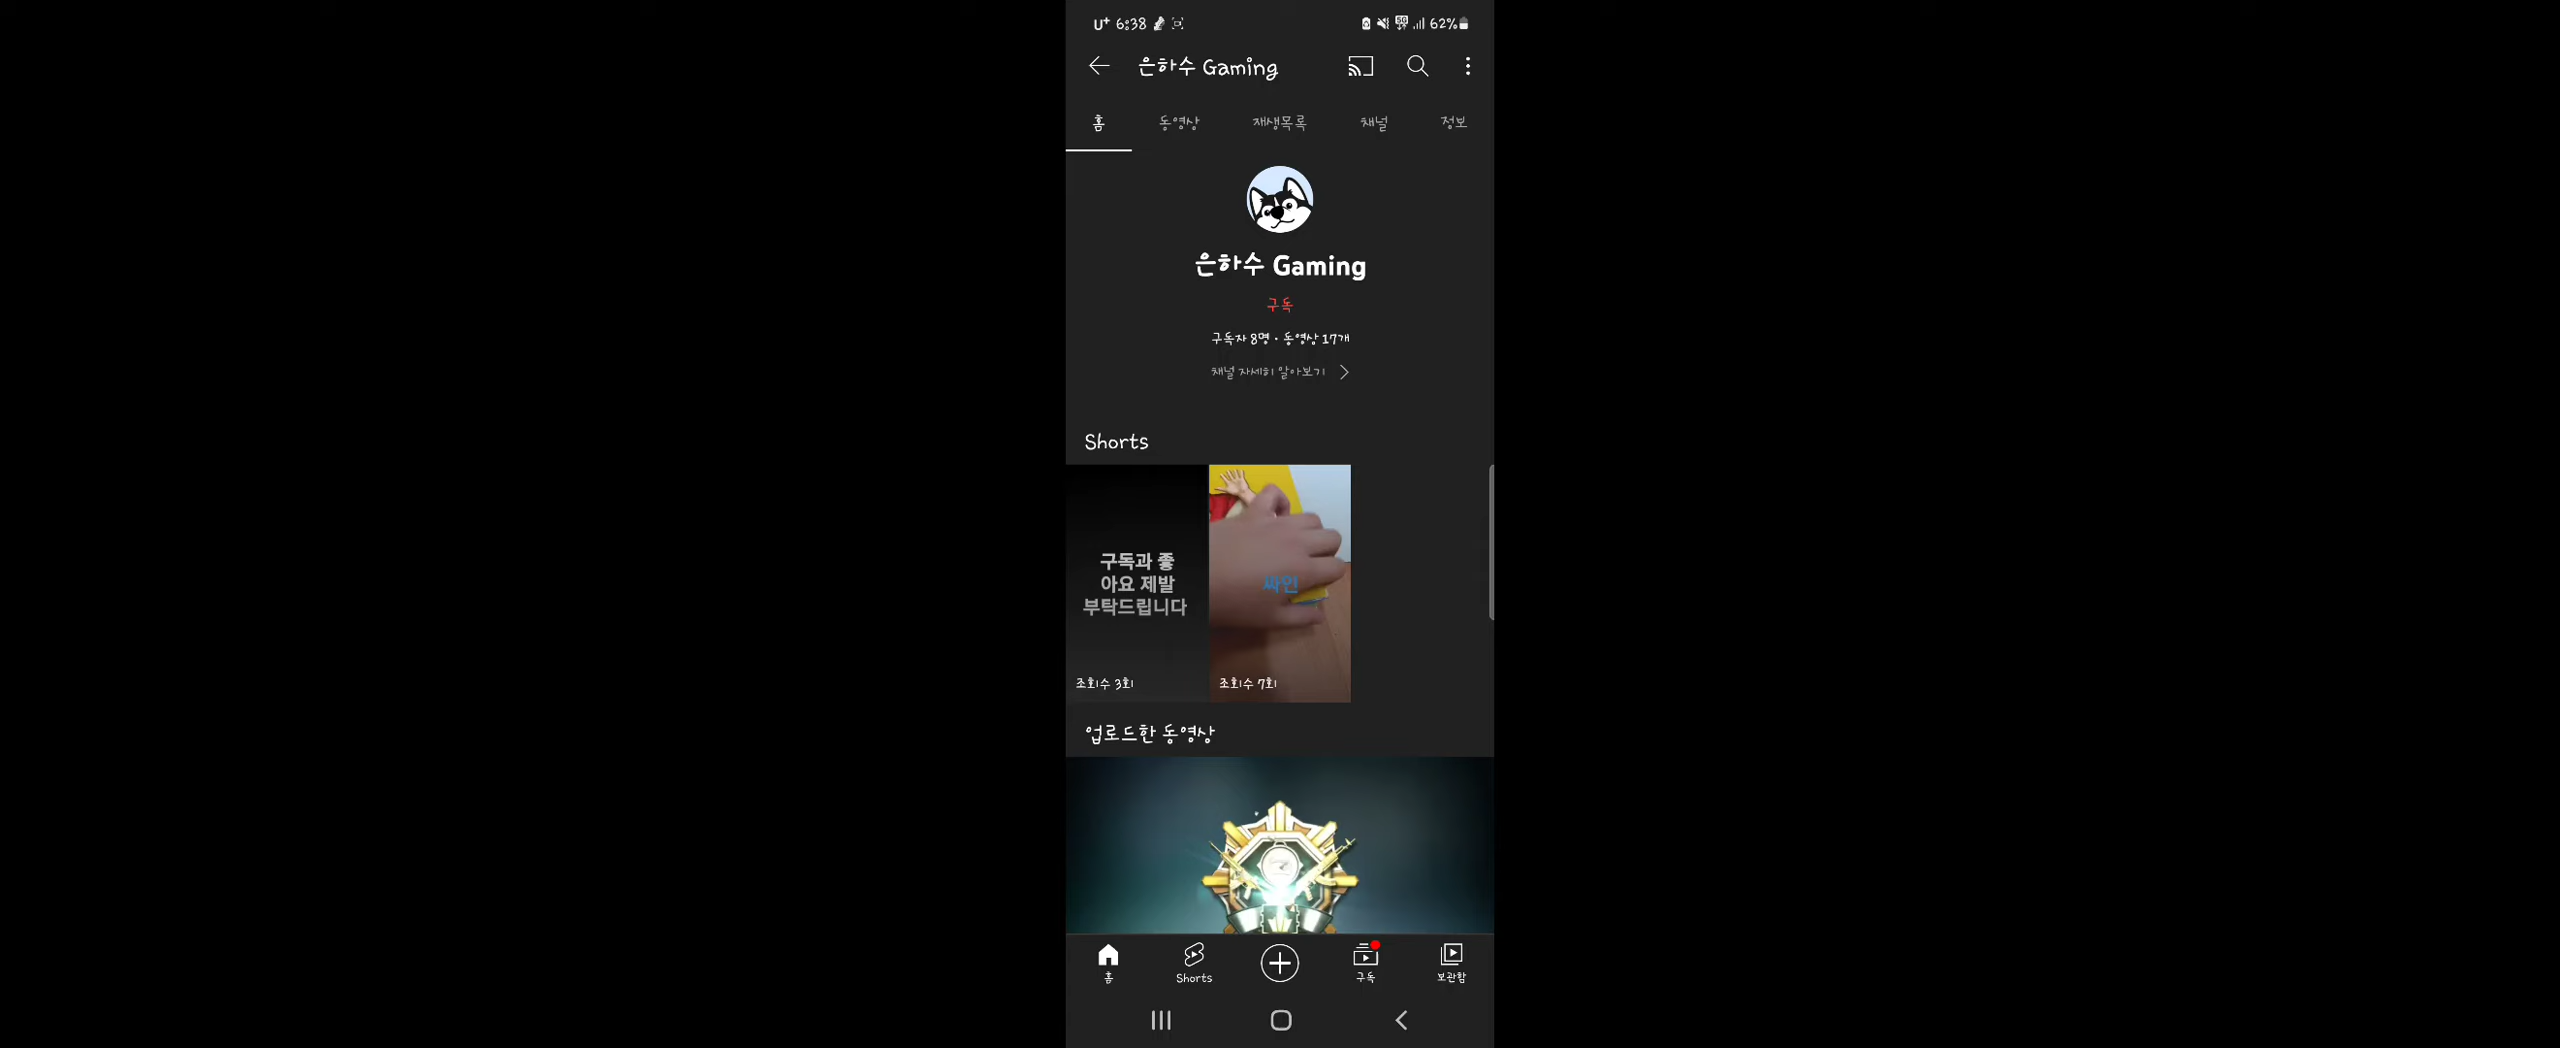 U+ 6:38 62%
은하수 Gaming
홈 동영상 재생목록 채널 정보
은하수 Gaming
구독
구독자 8명 · 동영상 17개
채널 자세히 알아보기
Shorts
구독과 좋
아요 제발
부탁드립니다
싸인
조회수 3회 조회수 7회
업로드한 동영상
홈 Shorts 구독 보관함